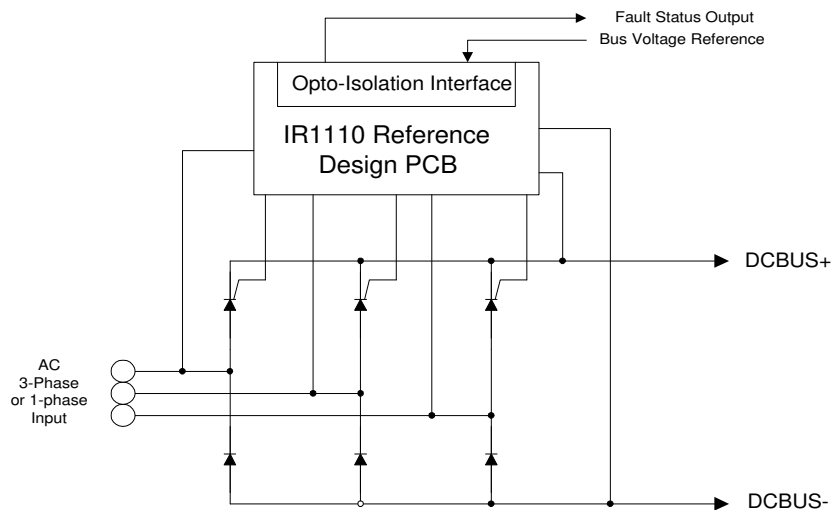 Fault Status Output
Bus Voltage Reference
Opto-Isolation Interface
IR1110 Reference
Design PCB
DCBUS+
AC
3-Phase
or 1-phase
Input
DCBUS-